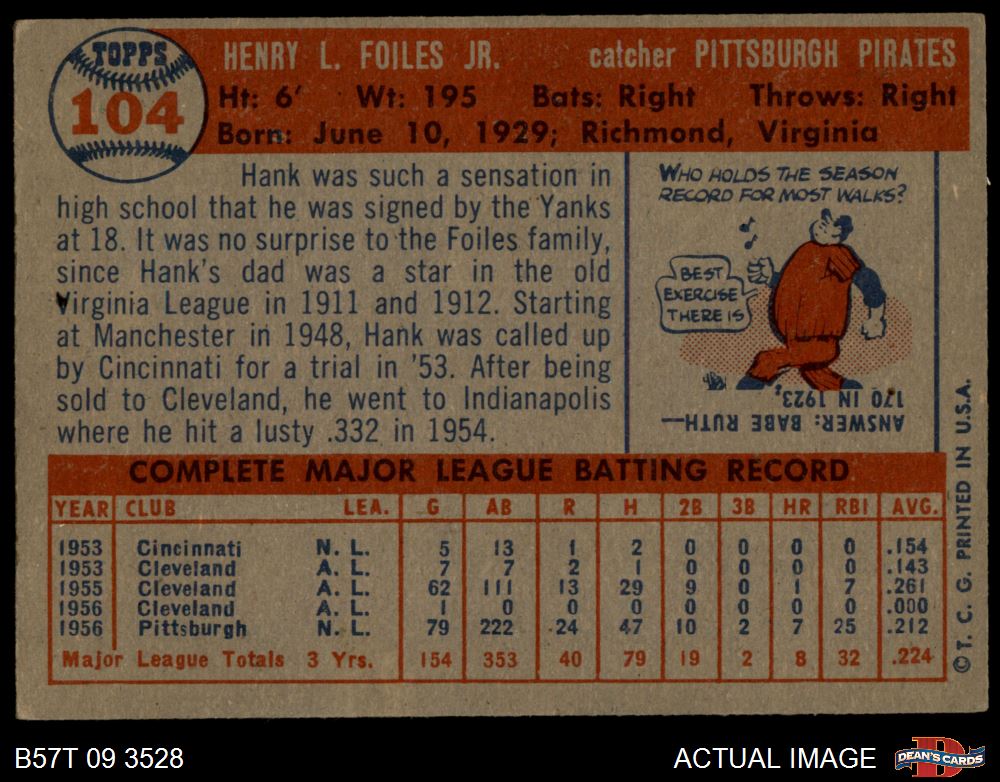 TOPPS
104
HENRY L. FOILES JR. catcher PITTSBURGH PIRATES
Ht: 6' Wt: 195 Bats: Right Throws: Right
Born: June 10, 1929; Richmond, Virginia
Hank was such a sensation in
high school that he was signed by the Yanks
at 18. It was no surprise to the Foiles family,
since Hank's dad was a star in the old
Virginia League in 1911 and 1912. Starting
at Manchester in 1948, Hank was called up
by Cincinnati for a trial in '53. After being
sold to Cleveland, he went to Indianapolis
where he hit a lusty .332 in 1954.
WHO HOLDS THE SEASON
RECORD FOR MOST WALKS?
BEST
EXERCISE
THERE IS
ANSWER: BABE RUTH—
170 IN 1923,
COMPLETE MAJOR LEAGUE BATTING RECORD
YEAR CLUB LEA. G AB R H 2B 3B HR RBI AVG.
1953 Cincinnati N. L. 5 13 1 2 0 0 0 0 .154
1953 Cleveland A. L. 7 7 2 1 0 0 0 0 .143
1955 Cleveland A. L. 62 111 13 29 9 0 1 7 .261
1956 Cleveland A. L. 1 0 0 0 0 0 0 0 .000
1956 Pittsburgh N. L. 79 222 24 47 10 2 7 25 .212
Major League Totals 3 Yrs. 154 353 40 79 19 2 8 32 .224
©T. C. G. PRINTED IN U.S.A.
B57T 09 3528
ACTUAL IMAGE
D
DEAN'S CARDS